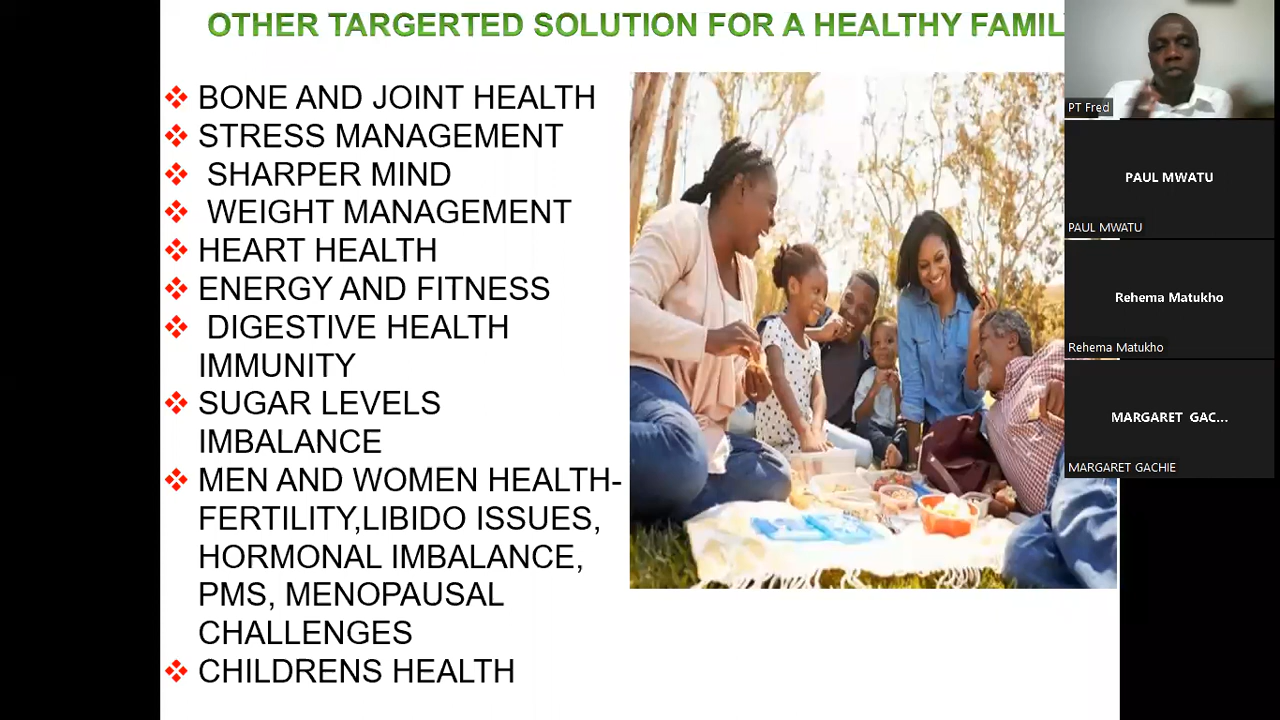 OTHER TARGERTED SOLUTION FOR A HEALTHY FAMIL
BONE AND JOINT HEALTH
STRESS MANAGEMENT
SHARPER MIND
WEIGHT MANAGEMENT
HEART HEALTH
ENERGY AND FITNESS
DIGESTIVE HEALTH
IMMUNITY
SUGAR LEVELS
IMBALANCE
MEN AND WOMEN HEALTH-
FERTILITY,LIBIDO ISSUES,
HORMONAL IMBALANCE,
PMS, MENOPAUSAL
CHALLENGES
CHILDRENS HEALTH
PT Fred
PAUL MWATU
PAUL MWATU
Rehema Matukho
Rehema Matukho
MARGARET GAC...
MARGARET GACHIE